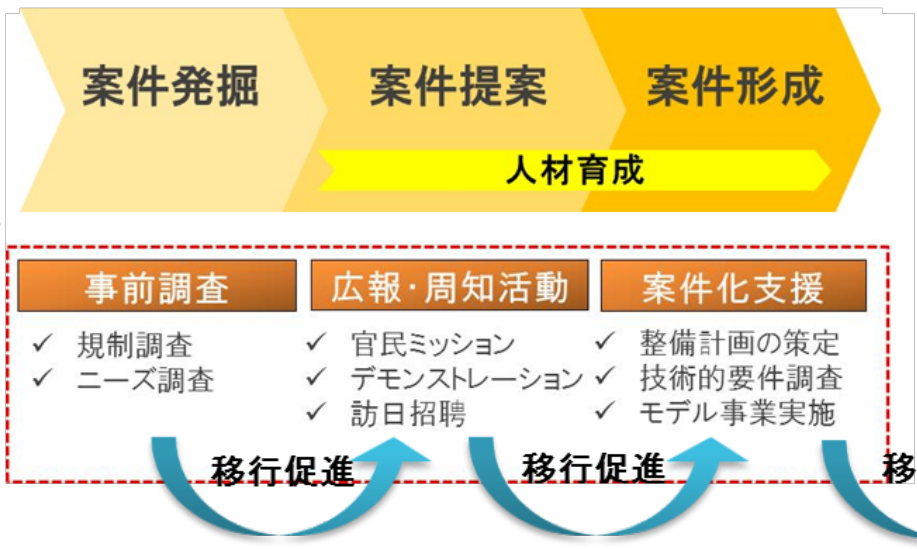 案件発掘
案件提案
案件形成
人材育成
事前調査
✓ 規制調査
✓ ニーズ調査
広報・周知活動
✓ 官民ミッション
✓ デモンストレーション
✓ 訪日招聘
案件化支援
✓ 整備計画の策定
✓ 技術的要件調査
✓ モデル事業実施
移行促進
移行促進
移